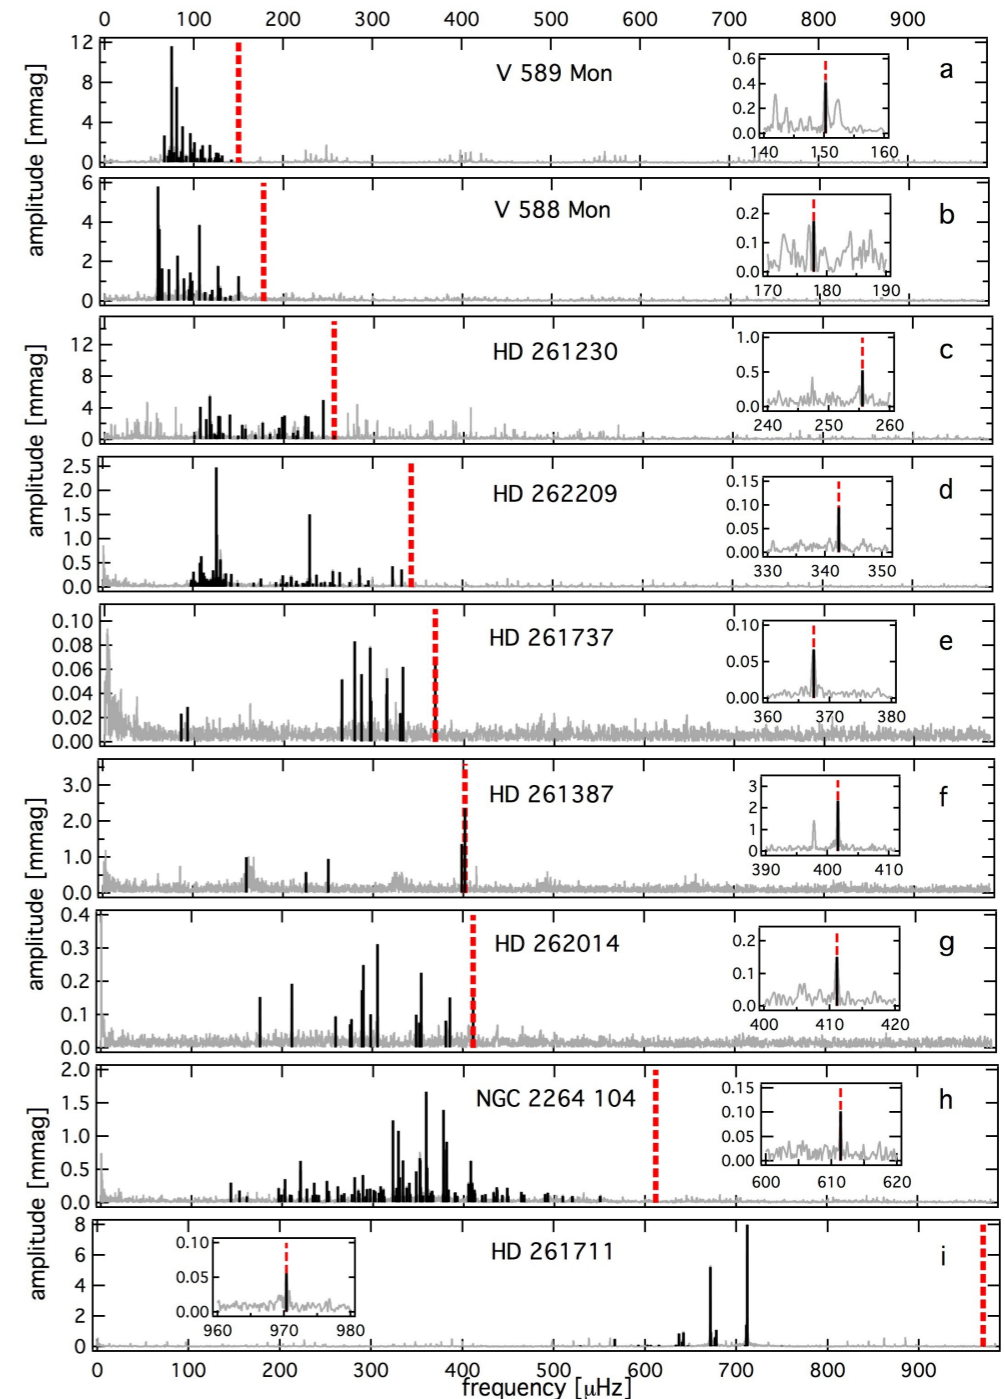 0 100 200 300 400 500 600 700 800 900
12 8 4 0
amplitude [mmag]
V 589 Mon
a
0.6 0.4 0.2 0.0
140 150 160
6 4 2 0
V 588 Mon
b
0.2 0.1 0.0
170 180 190
12 8 4 0
amplitude [mmag]
HD 261230
c
1.0 0.5 0.0
240 250 260
2.5 2.0 1.5 1.0 0.5 0.0
HD 262209
d
0.15 0.10 0.05 0.00
330 340 350
0.10 0.08 0.06 0.04 0.02 0.00
HD 261737
e
0.10 0.05 0.00
360 370 380
3.0 2.0 1.0 0.0
amplitude [mmag]
HD 261387
f
3 2 1 0
390 400 410
0.4 0.3 0.2 0.1 0.0
amplitude [mmag]
HD 262014
g
0.2 0.1 0.0
400 410 420
2.0 1.5 1.0 0.5 0.0
amplitude [mmag]
NGC 2264 104
h
0.15 0.10 0.05 0.00
600 610 620
8 6 4 2 0
amplitude [mmag]
HD 261711
i
0.10 0.05 0.00
960 970 980
0 100 200 300 400 500 600 700 800 900
frequency [μHz]